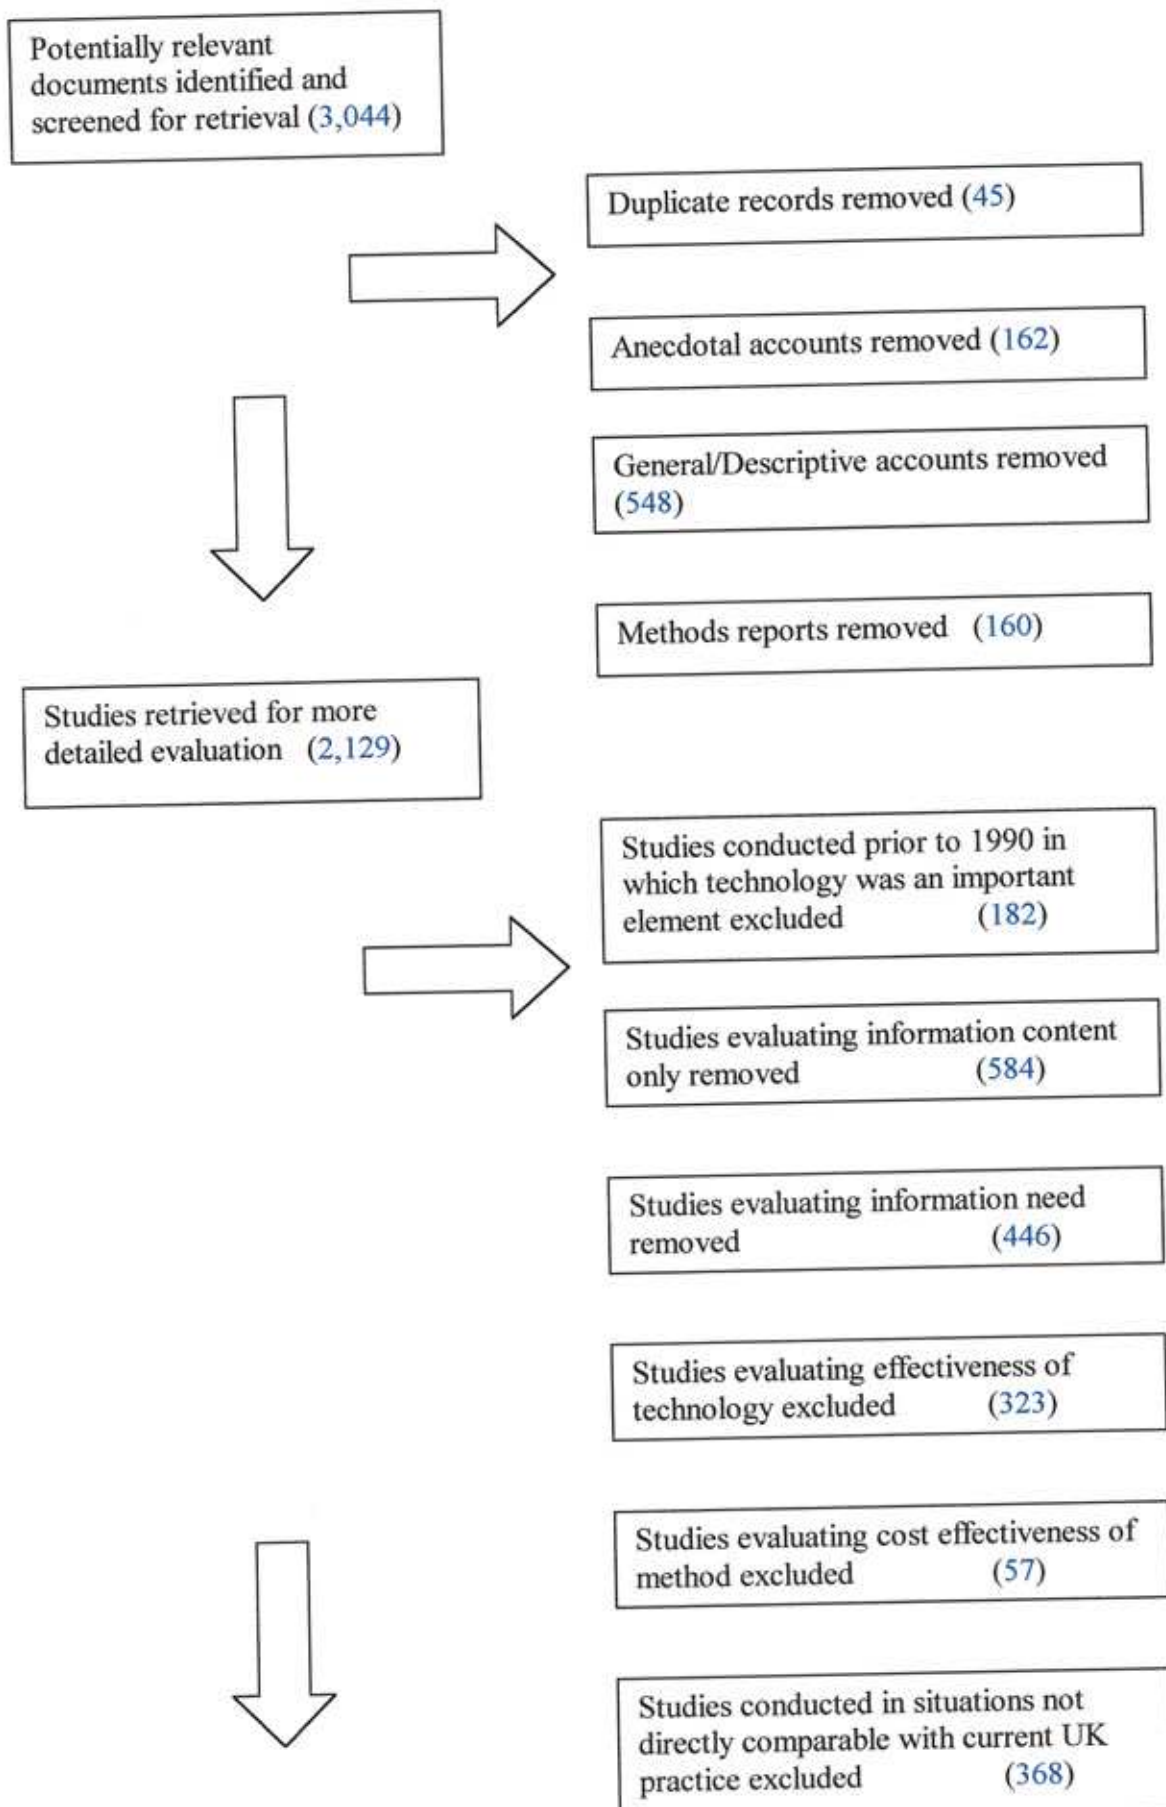 Potentially relevant
documents identified and
screened for retrieval (3,044)
Duplicate records removed (45)
Anecdotal accounts removed (162)
General/Descriptive accounts removed
(548)
Methods reports removed (160)
Studies retrieved for more
detailed evaluation (2,129)
Studies conducted prior to 1990 in
which technology was an important
element excluded (182)
Studies evaluating information content
only removed (584)
Studies evaluating information need
removed (446)
Studies evaluating effectiveness of
technology excluded (323)
Studies evaluating cost effectiveness of
method excluded (57)
Studies conducted in situations not
directly comparable with current UK
practice excluded (368)